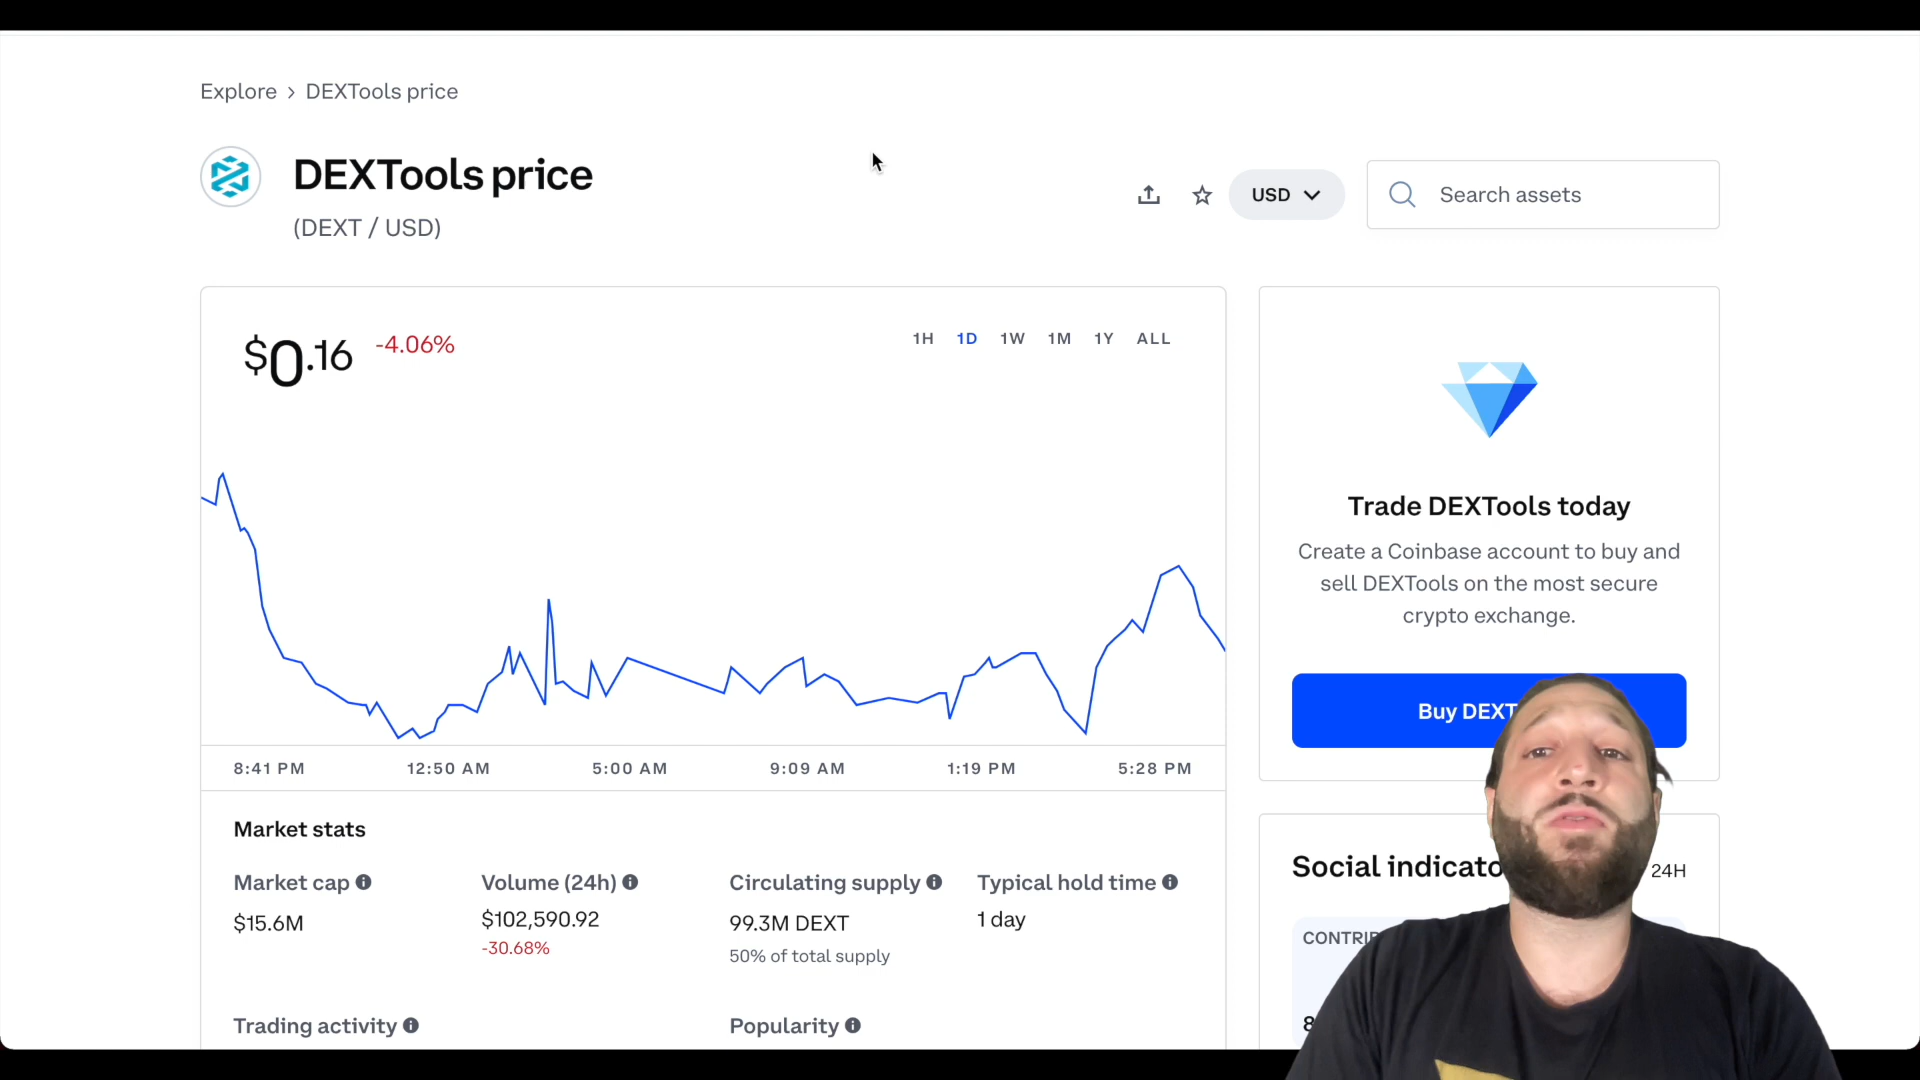 Explore > DEXTools price
DEXTools price
(DEXT / USD)
USD
Search assets
$0.16 -4.06%
1H 1D 1W 1M 1Y ALL
8:41 PM 12:50 AM 5:00 AM 9:09 AM 1:19 PM 5:28 PM
Trade DEXTools today
Create a Coinbase account to buy and
sell DEXTools on the most secure
crypto exchange.
Buy DEXT
Market stats
Market cap
$15.6M
Volume (24h)
$102,590.92
-30.68%
Circulating supply
99.3M DEXT
50% of total supply
Typical hold time
1 day
Trading activity
Popularity
Social
24H